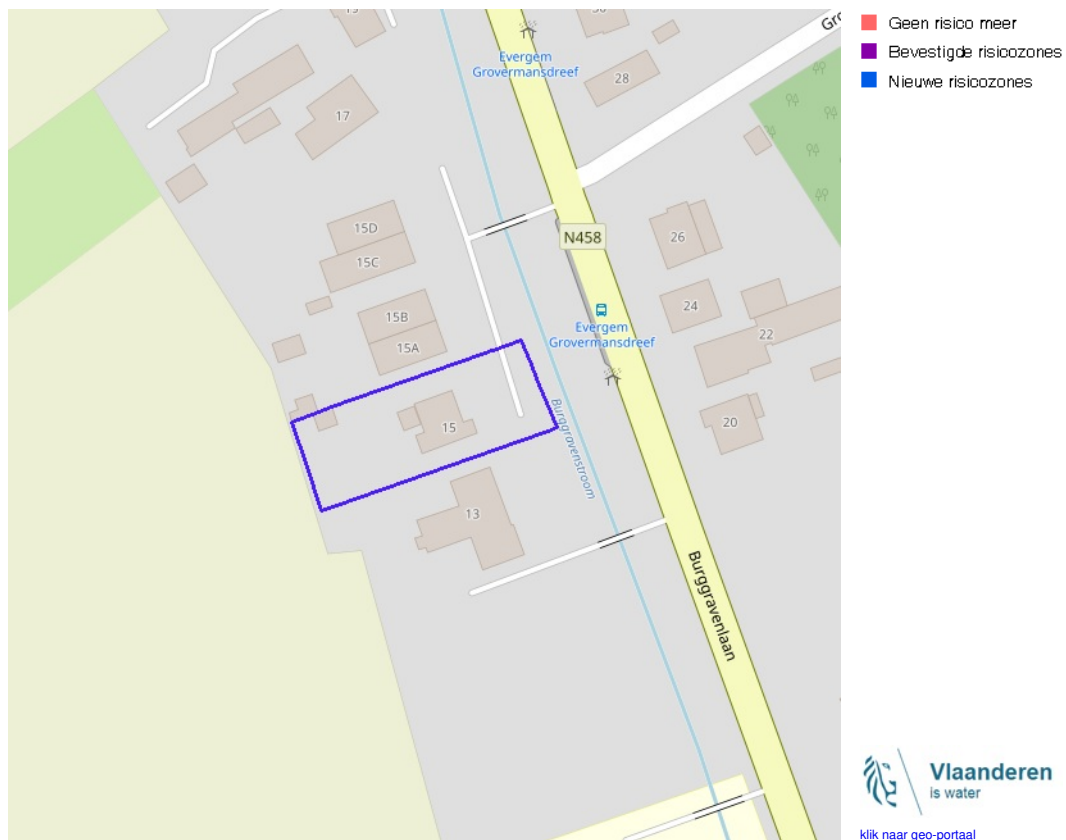 Geen risico meer
Bevestigde risicozones
Nieuwe risicozones
Evergem
Grovermansdreef
28
17
15D
15C
N458
26
24
22
15B
15A
Evergem
Grovermansdreef
20
15
Burggravenstroom
13
Burggravenlaan
Vlaanderen
is water
klik naar geo-portaal